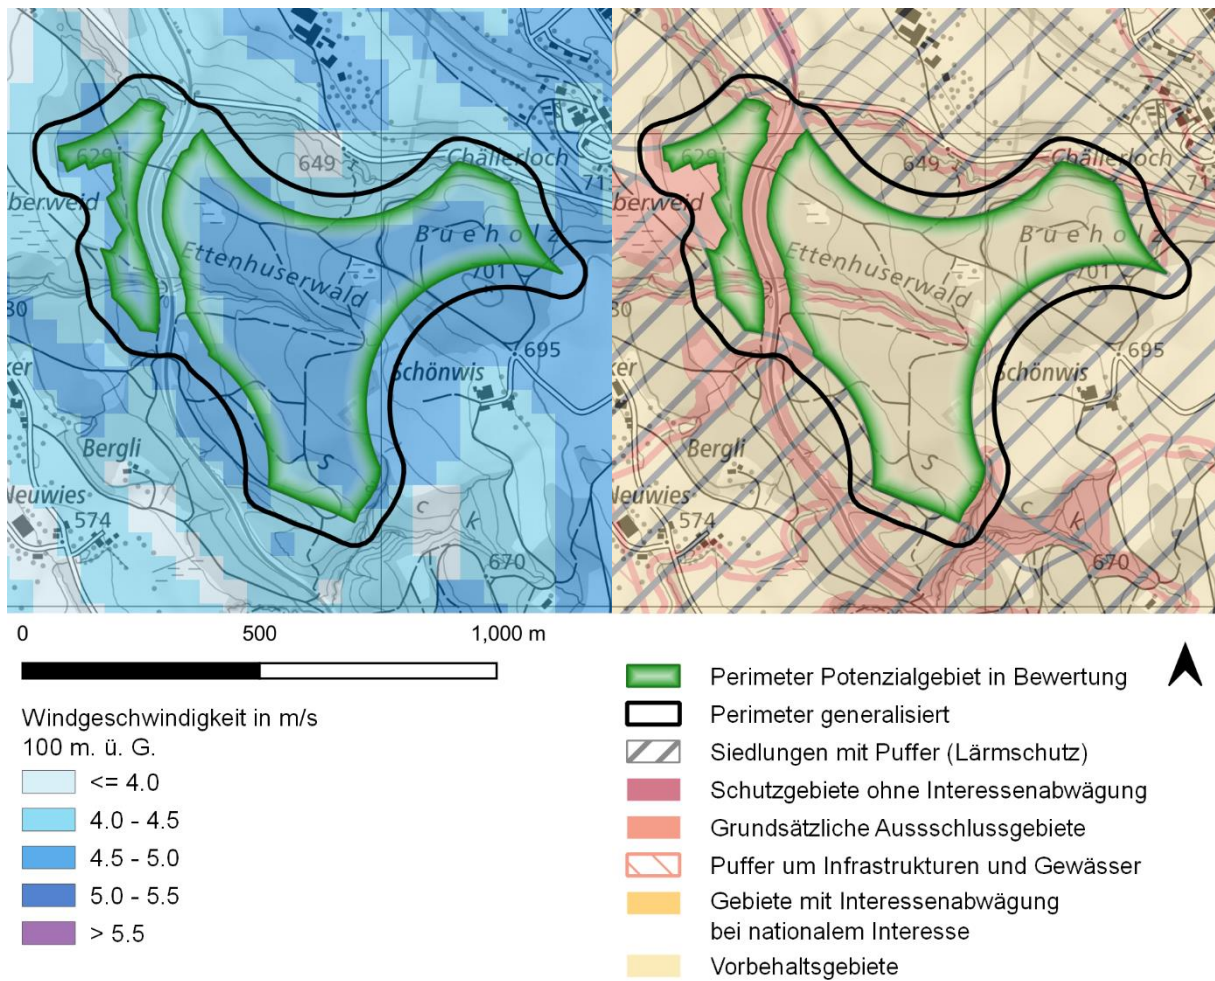 629
649
Chällerloch
71
berweid
Büeholz
Ettenhuserwald
701
30
695
ker
Schönwis
Bergli
S
Neuwies
574
c
k
670
629
649
Chällerloch
71
berweid
Büeholz
Ettenhuserwald
701
30
695
ker
Schönwis
Bergli
S
Neuwies
574
c
k
670
0 500 1,000 m
Windgeschwindigkeit in m/s
100 m. ü. G.
<= 4.0
4.0 - 4.5
4.5 - 5.0
5.0 - 5.5
> 5.5
Perimeter Potenzialgebiet in Bewertung
Perimeter generalisiert
Siedlungen mit Puffer (Lärmschutz)
Schutzgebiete ohne Interessenabwägung
Grundsätzliche Aussschlussgebiete
Puffer um Infrastrukturen und Gewässer
Gebiete mit Interessenabwägung
bei nationalem Interesse
Vorbehaltsgebiete